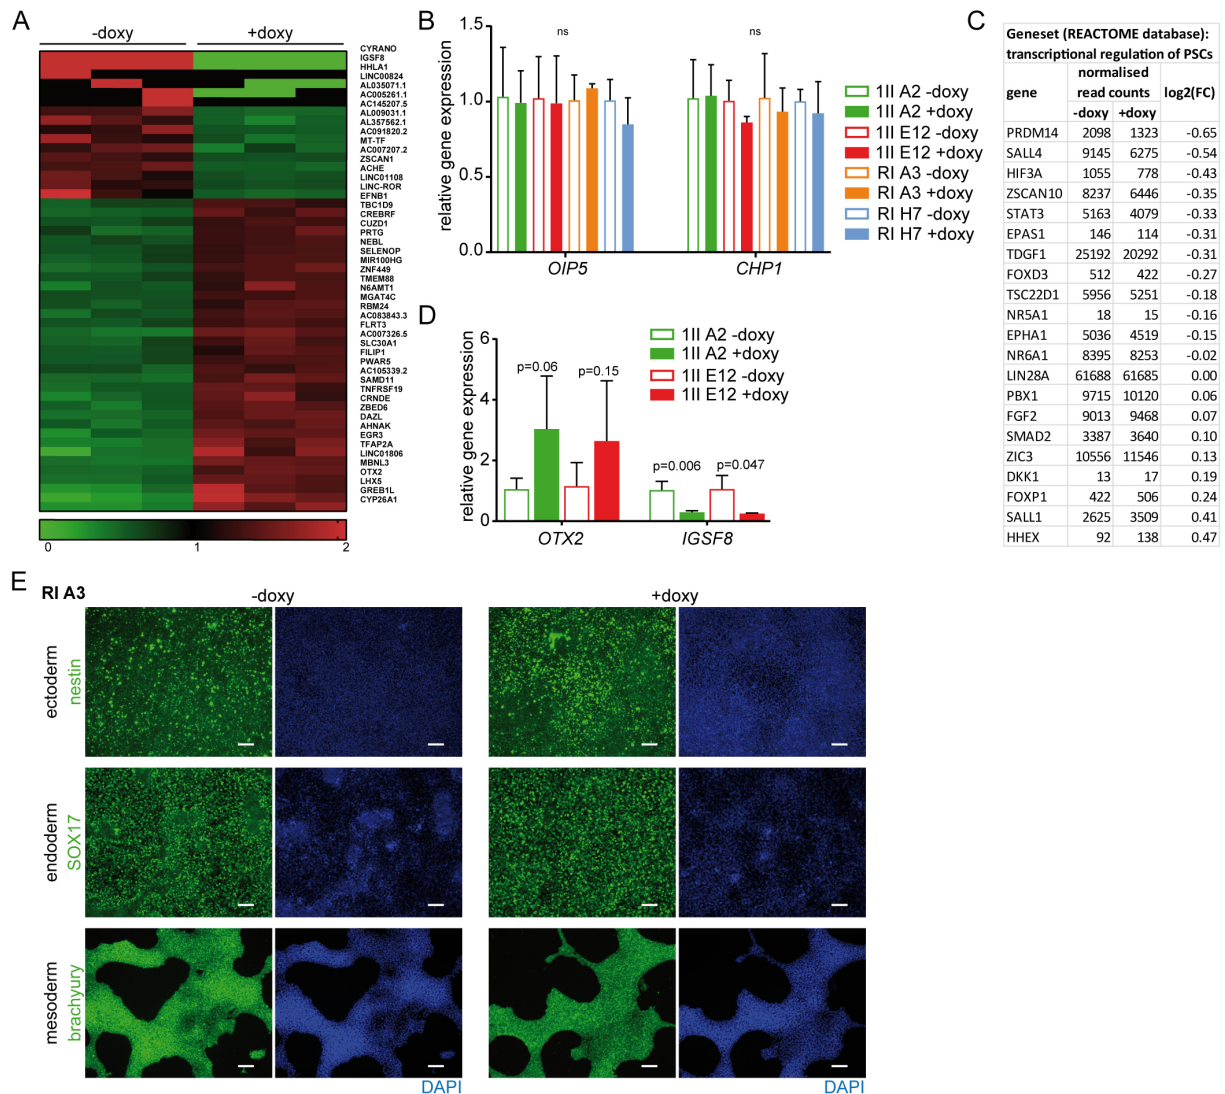 A
-doxy
+doxy
CYRANO
IGSF8
HHLA1
LINC00824
AL035071.1
AC005261.1
AC145207.5
AL009031.1
AL357562.1
AC091820.2
MT-TF
AC007207.2
ZSCAN1
ACHE
LINC01108
LINC-ROR
EFNB1
TBC1D9
CREBRF
CUZD1
PRTG
NEBL
SELENOP
MIR100HG
ZNF449
TMEM88
N6AMT1
MGAT4C
RBM24
AC083843.3
FLRT3
AC007326.5
SLC30A1
FILIP1
PWAR5
AC105339.2
SAMD11
TNFRSF19
CRNDE
ZBED6
DAZL
AHNAK
EGR3
TFAP2A
LINC01806
MBNL3
OTX2
LHX5
GREB1L
CYP26A1
0 1 2
B
relative gene expression
1.5
1.0
0.5
0.0
ns
ns
OIP5
CHP1
1II A2 -doxy
1II A2 +doxy
1II E12 -doxy
1II E12 +doxy
RI A3 -doxy
RI A3 +doxy
RI H7 -doxy
RI H7 +doxy
C
Geneset (REACTOME database):
transcriptional regulation of PSCs
gene normalised read counts log2(FC)
-doxy +doxy
PRDM14 2098 1323 -0.65
SALL4 9145 6275 -0.54
HIF3A 1055 778 -0.43
ZSCAN10 8237 6446 -0.35
STAT3 5163 4079 -0.33
EPAS1 146 114 -0.31
TDGF1 25192 20292 -0.31
FOXD3 512 422 -0.27
TSC22D1 5956 5251 -0.18
NR5A1 18 15 -0.16
EPHA1 5036 4519 -0.15
NR6A1 8395 8253 -0.02
LIN28A 61688 61685 0.00
PBX1 9715 10120 0.06
FGF2 9013 9468 0.07
SMAD2 3387 3640 0.10
ZIC3 10556 11546 0.13
DKK1 13 17 0.19
FOXP1 422 506 0.24
SALL1 2625 3509 0.41
HHEX 92 138 0.47
D
relative gene expression
6
4
2
0
p=0.06
p=0.15
p=0.006
p=0.047
OTX2
IGSF8
1II A2 -doxy
1II A2 +doxy
1II E12 -doxy
1II E12 +doxy
E
RI A3
-doxy
+doxy
ectoderm
nestin
endoderm
SOX17
mesoderm
brachyury
DAPI
DAPI